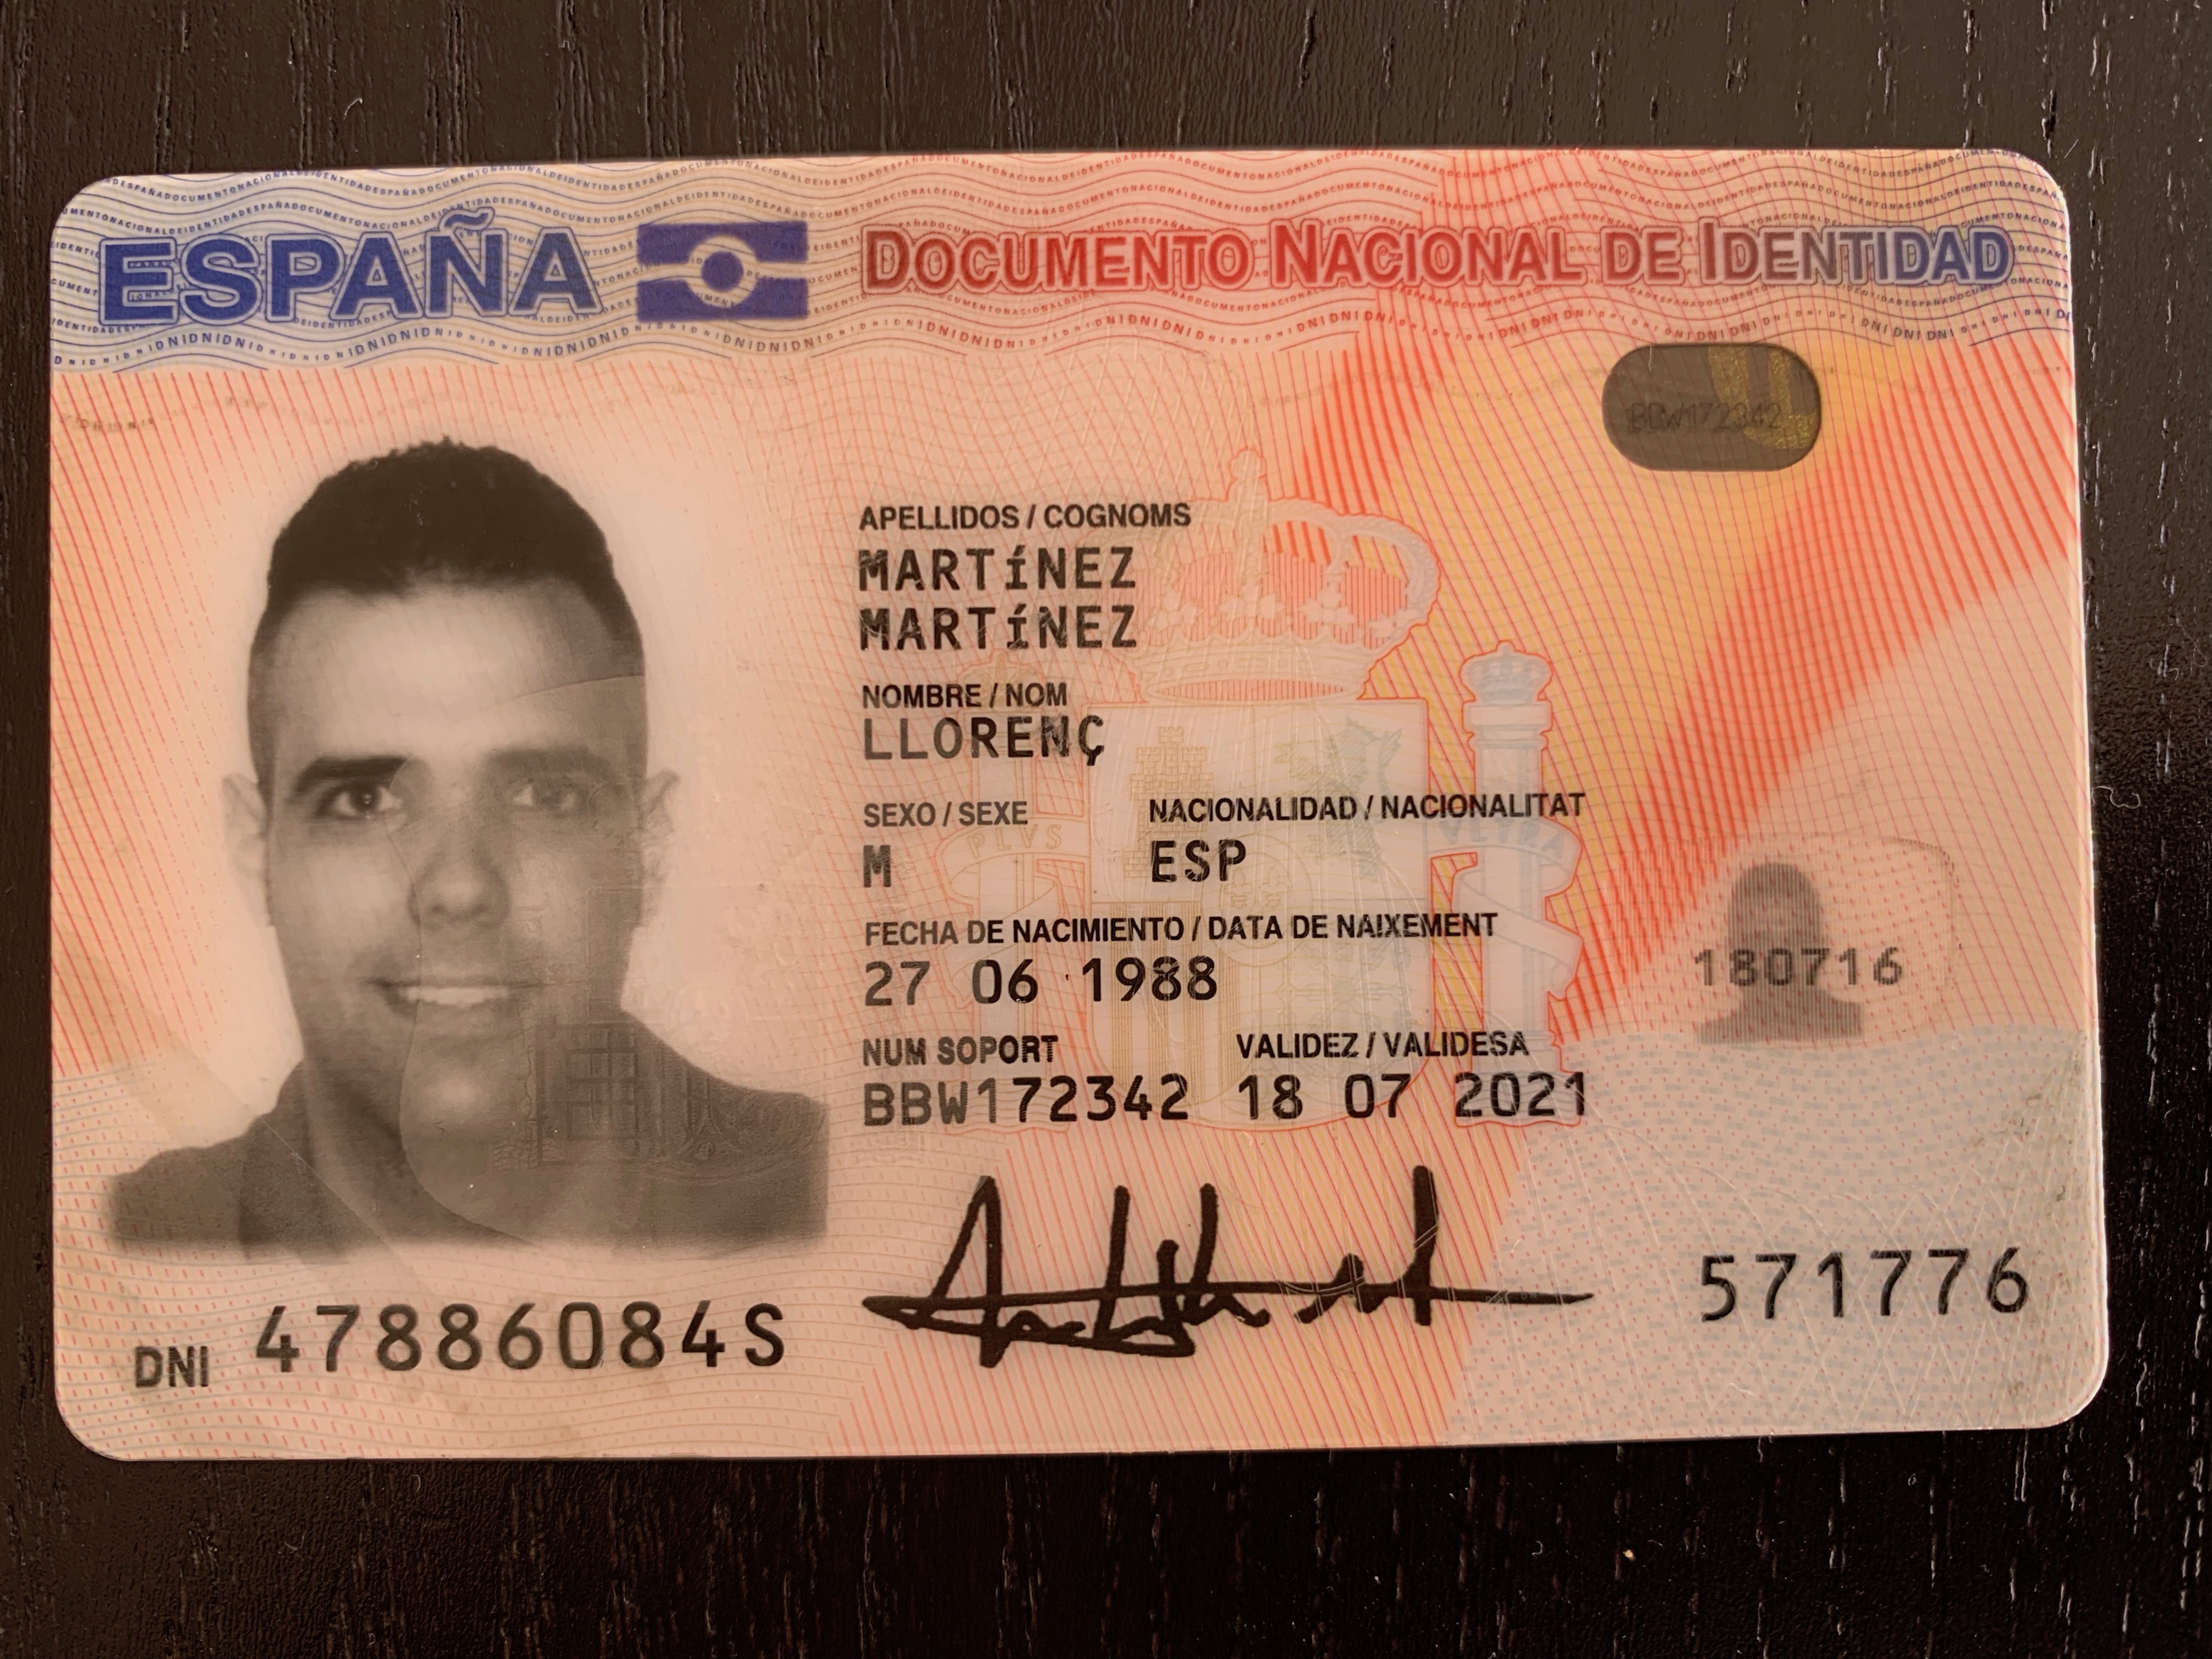 ESPAÑA DOCUMENTO NACIONAL DE IDENTIDAD
BBW172342
APELLIDOS / COGNOMS
MARTíNEZ
MARTíNEZ
NOMBRE / NOM
LLORENÇ
SEXO / SEXE NACIONALIDAD / NACIONALITAT
M ESP
PLVS
FECHA DE NACIMIENTO / DATA DE NAIXEMENT
27 06 1988
180716
NUM SOPORT VALIDEZ / VALIDESA
BBW172342 18 07 2021
DNI 47886084S
571776